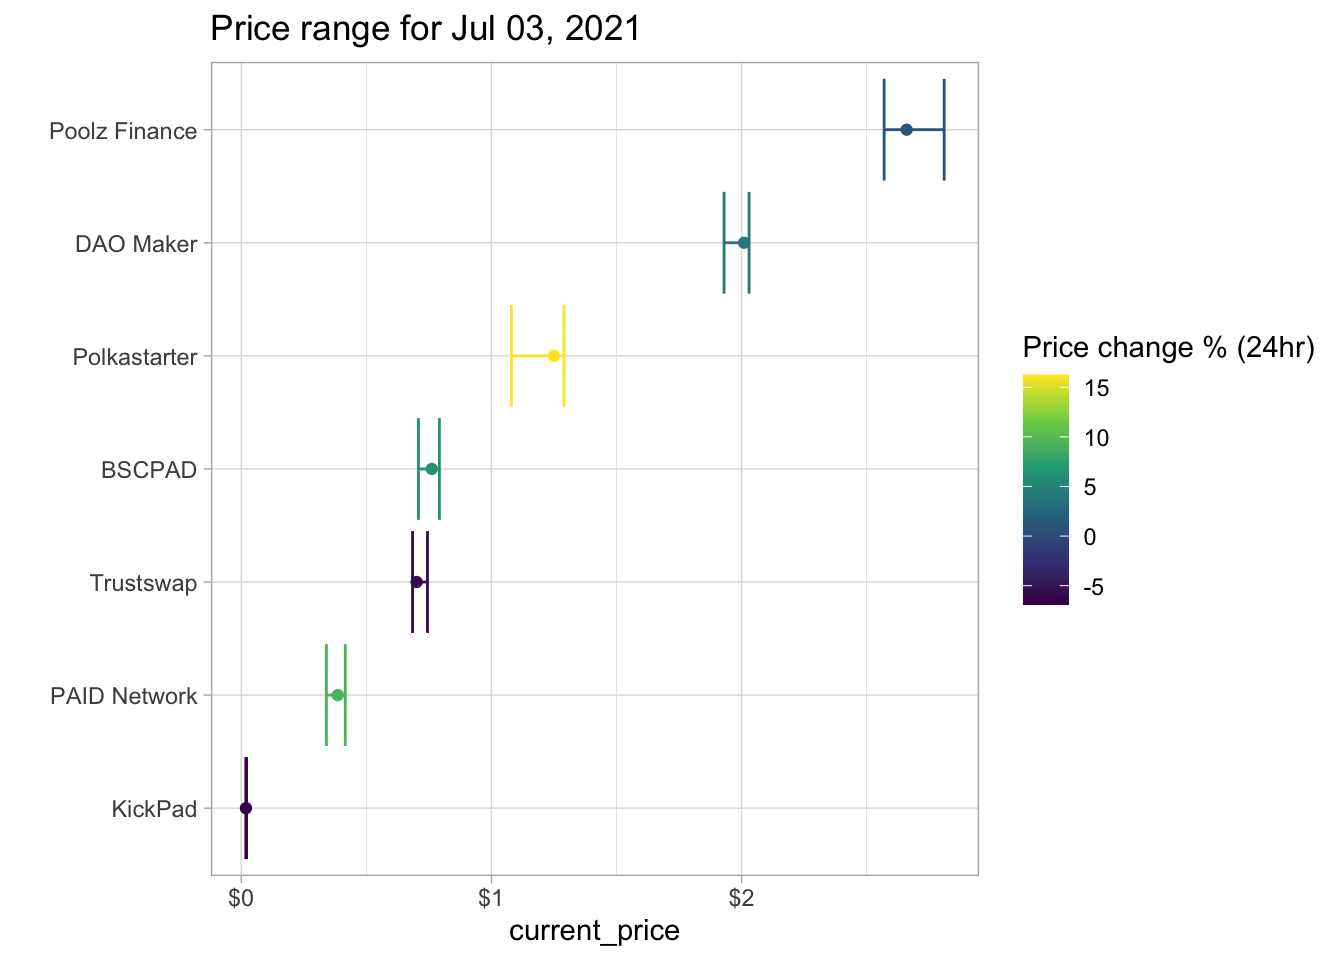 Price range for Jul 03, 2021
Poolz Finance
DAO Maker
Polkastarter
BSCPAD
Trustswap
PAID Network
KickPad
$0 $1 $2
current_price
Price change % (24hr)
15
10
5
0
-5